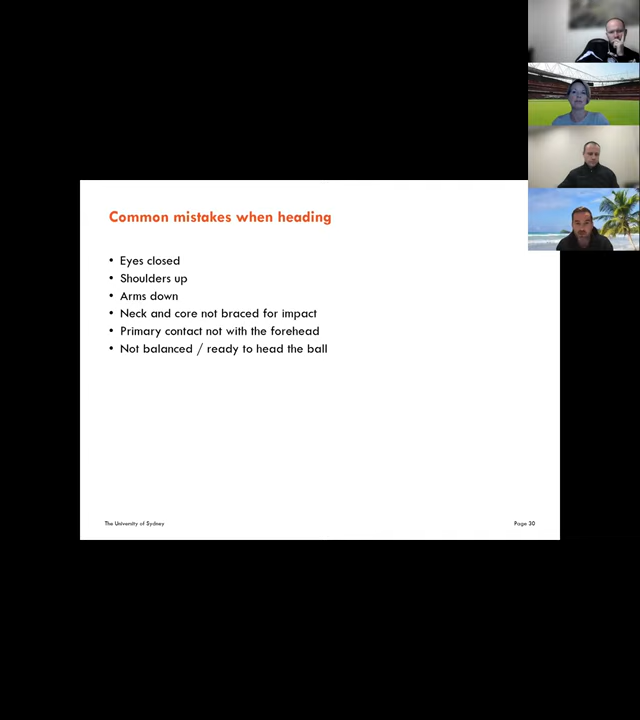 Common mistakes when heading
• Eyes closed
• Shoulders up
• Arms down
• Neck and core not braced for impact
• Primary contact not with the forehead
• Not balanced / ready to head the ball
The University of Sydney
Page 30